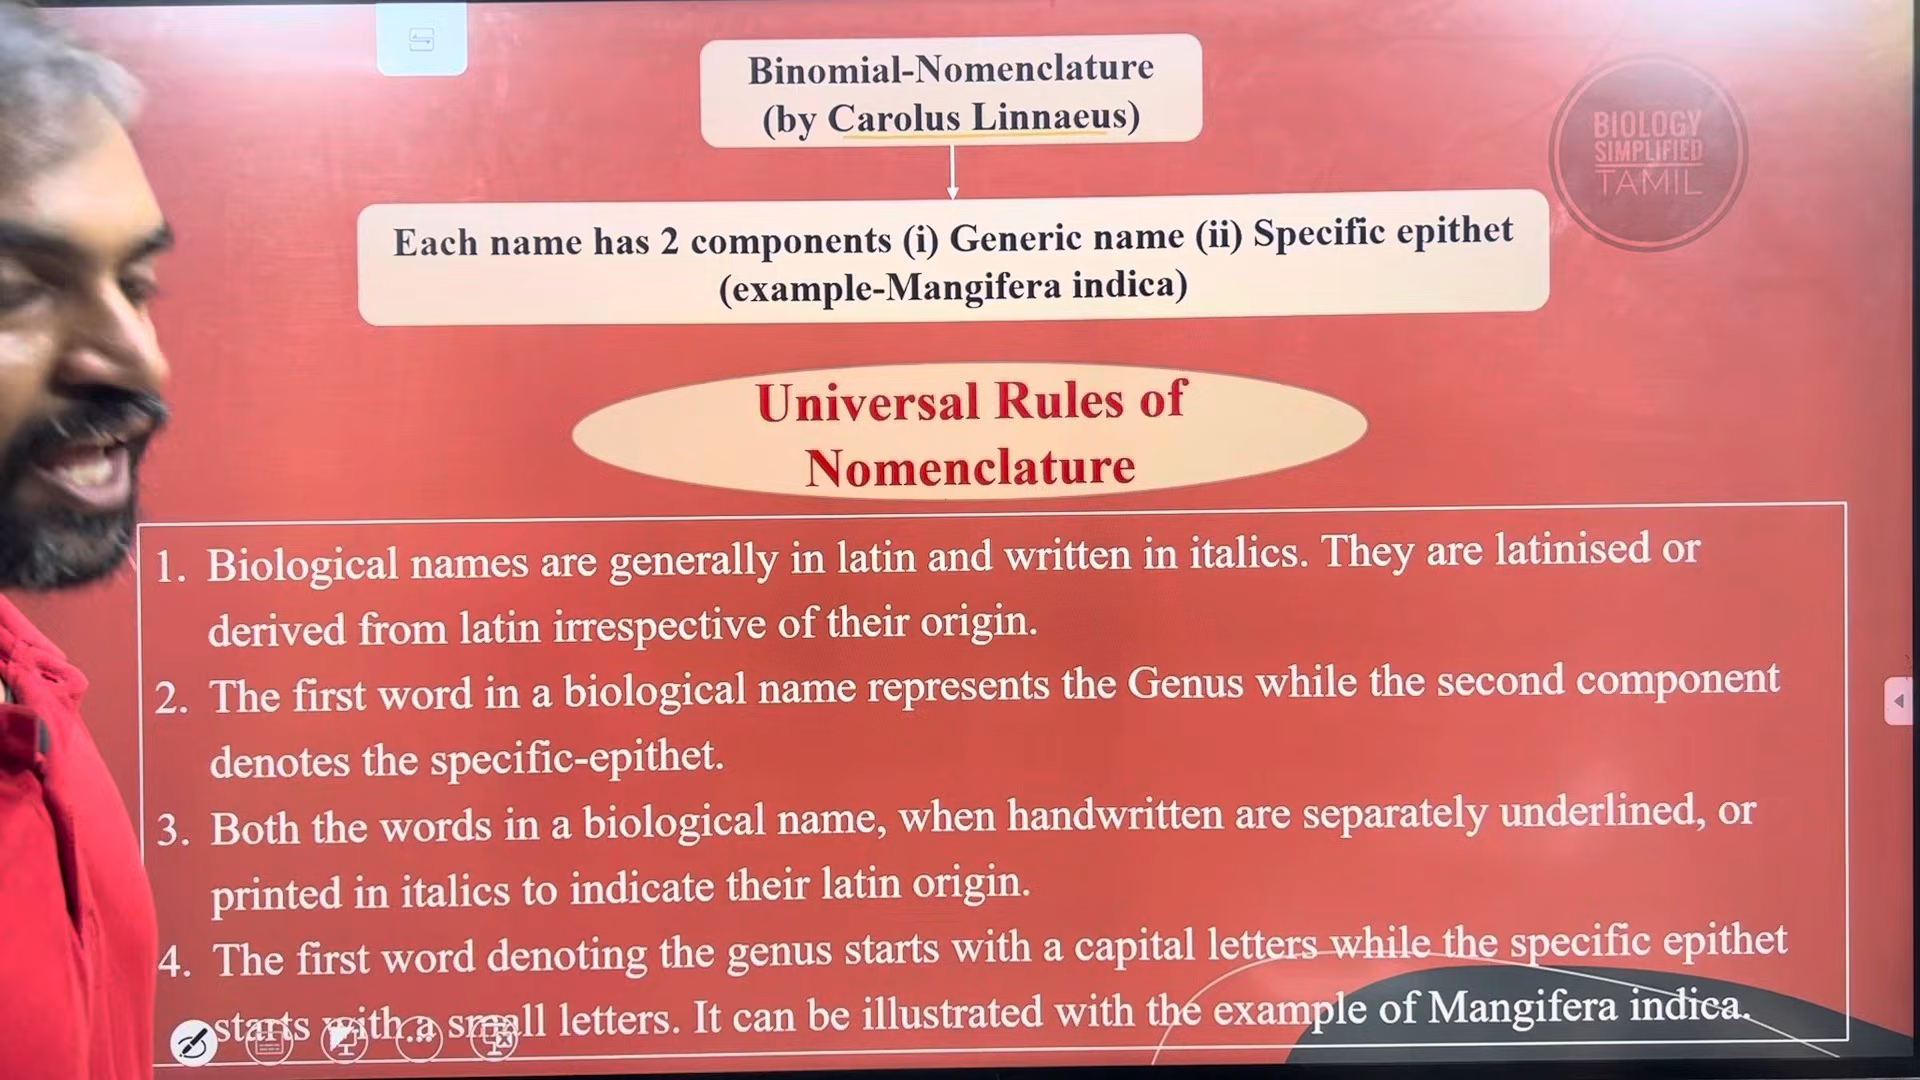 Binomial-Nomenclature
(by Carolus Linnaeus)
BIOLOGY
SIMPLIFIED
TAMIL
Each name has 2 components (i) Generic name (ii) Specific epithet
(example-Mangifera indica)
Universal Rules of
Nomenclature
1. Biological names are generally in latin and written in italics. They are latinised or
derived from latin irrespective of their origin.
2. The first word in a biological name represents the Genus while the second component
denotes the specific-epithet.
3. Both the words in a biological name, when handwritten are separately underlined, or
printed in italics to indicate their latin origin.
4. The first word denoting the genus starts with a capital letters while the specific epithet
starts with a small letters. It can be illustrated with the example of Mangifera indica.